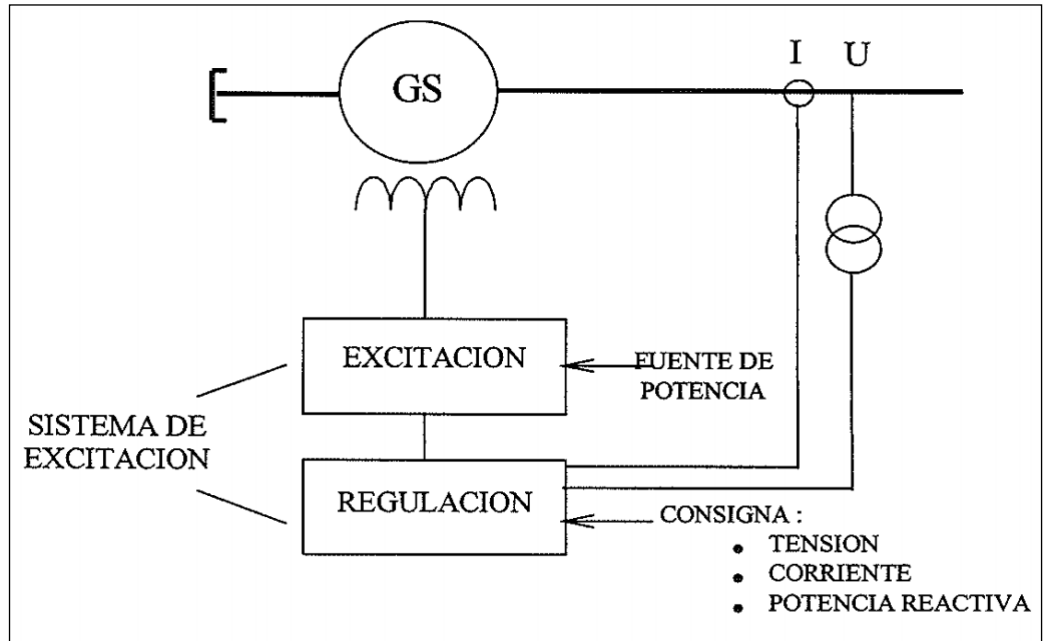 GS
I U
EXCITACION
FUENTE DE
POTENCIA
SISTEMA DE
EXCITACION
REGULACION
CONSIGNA :
• TENSION
• CORRIENTE
• POTENCIA REACTIVA